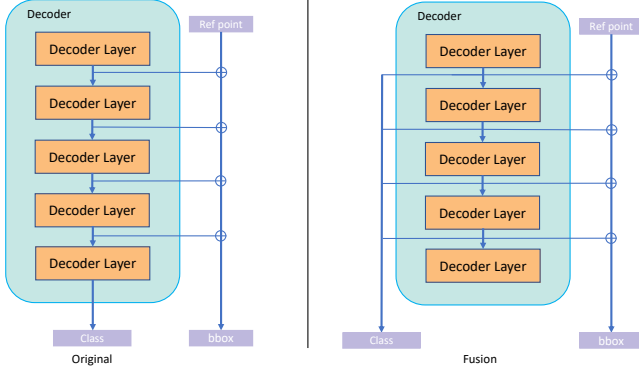 Decoder
Ref point
Decoder Layer
Decoder Layer
Decoder Layer
Decoder Layer
Decoder Layer
Class
bbox
Original
Decoder
Ref point
Decoder Layer
Decoder Layer
Decoder Layer
Decoder Layer
Decoder Layer
Class
bbox
Fusion